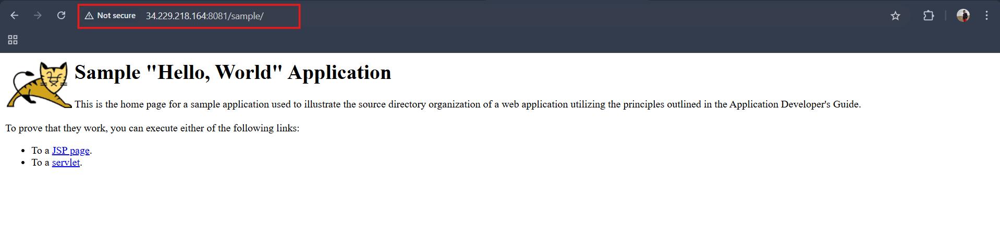 Not secure 34.229.218.164:8081/sample/
Sample "Hello, World" Application
This is the home page for a sample application used to illustrate the source directory organization of a web application utilizing the principles outlined in the Application Developer's Guide.
To prove that they work, you can execute either of the following links:
• To a JSP page.
• To a servlet.